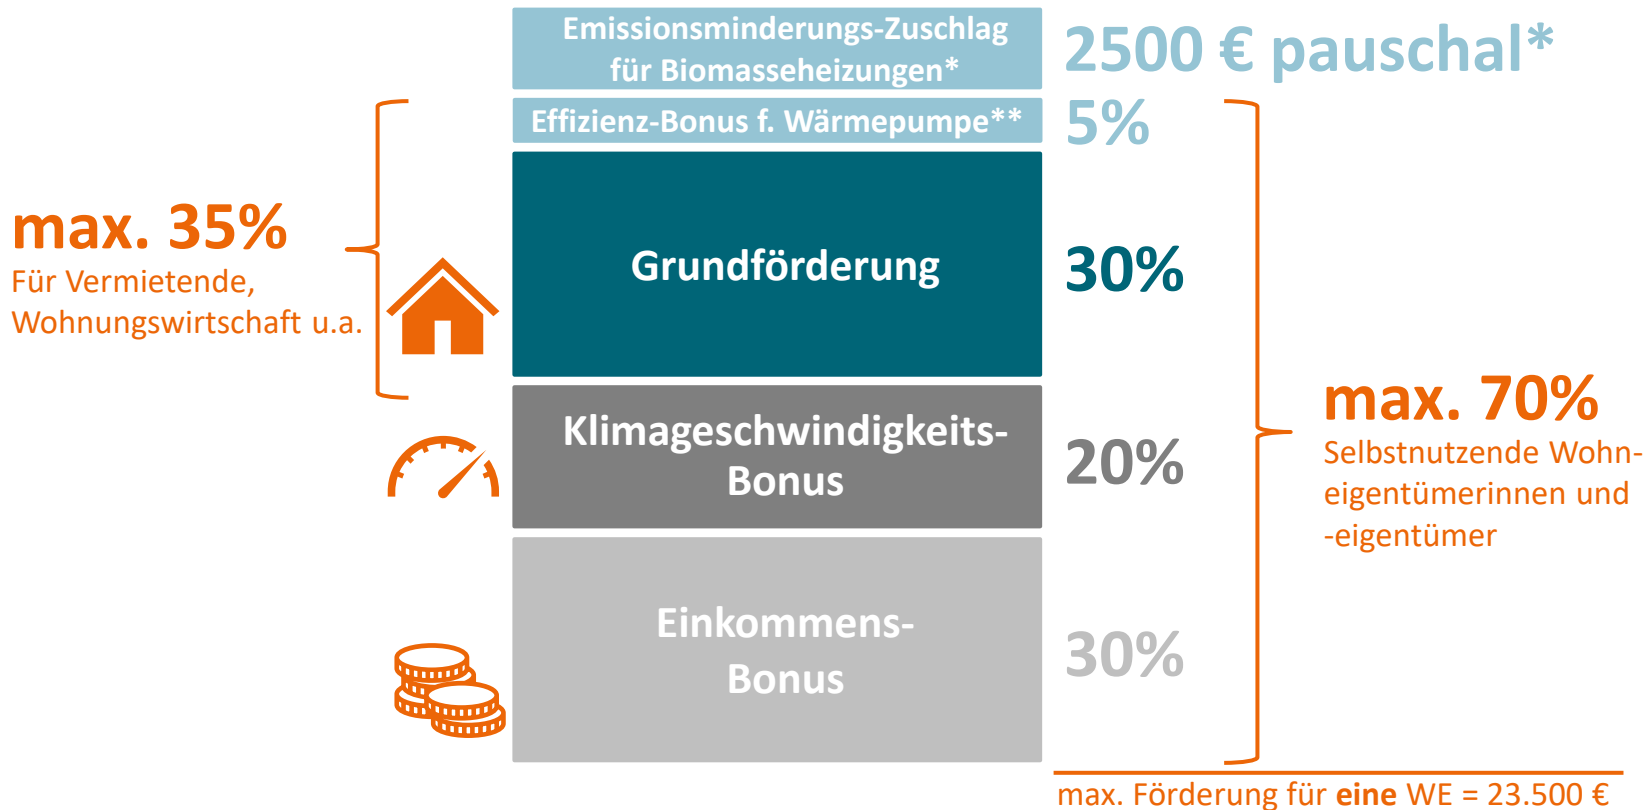 Emissionsminderungs-Zuschlag
für Biomasseheizungen*
2500 € pauschal*
Effizienz-Bonus f. Wärmepumpe**
5%
max. 35%
Für Vermietende,
Wohnungswirtschaft u.a.
Grundförderung
30%
Klimageschwindigkeits-
Bonus
20%
max. 70%
Selbstnutzende Wohn-
eigentümerinnen und
-eigentümer
Einkommens-
Bonus
30%
max. Förderung für eine WE = 23.500 €